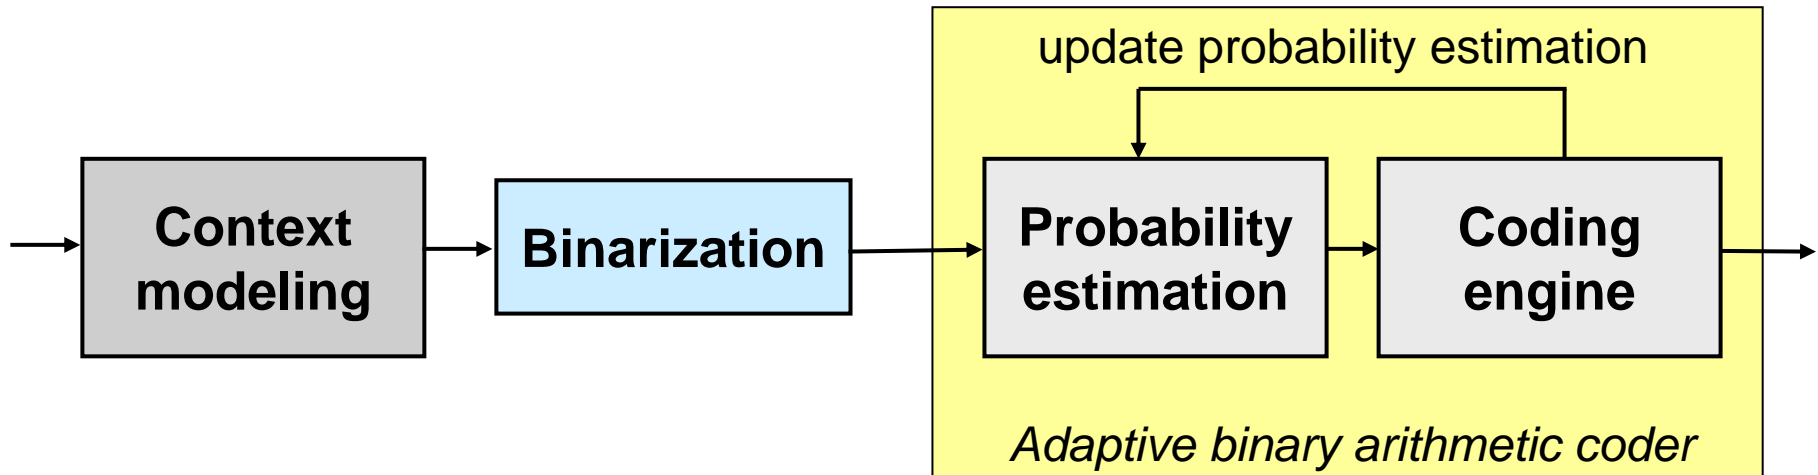 update probability estimation
Context
modeling
Binarization
Probability
estimation
Coding
engine
Adaptive binary arithmetic coder